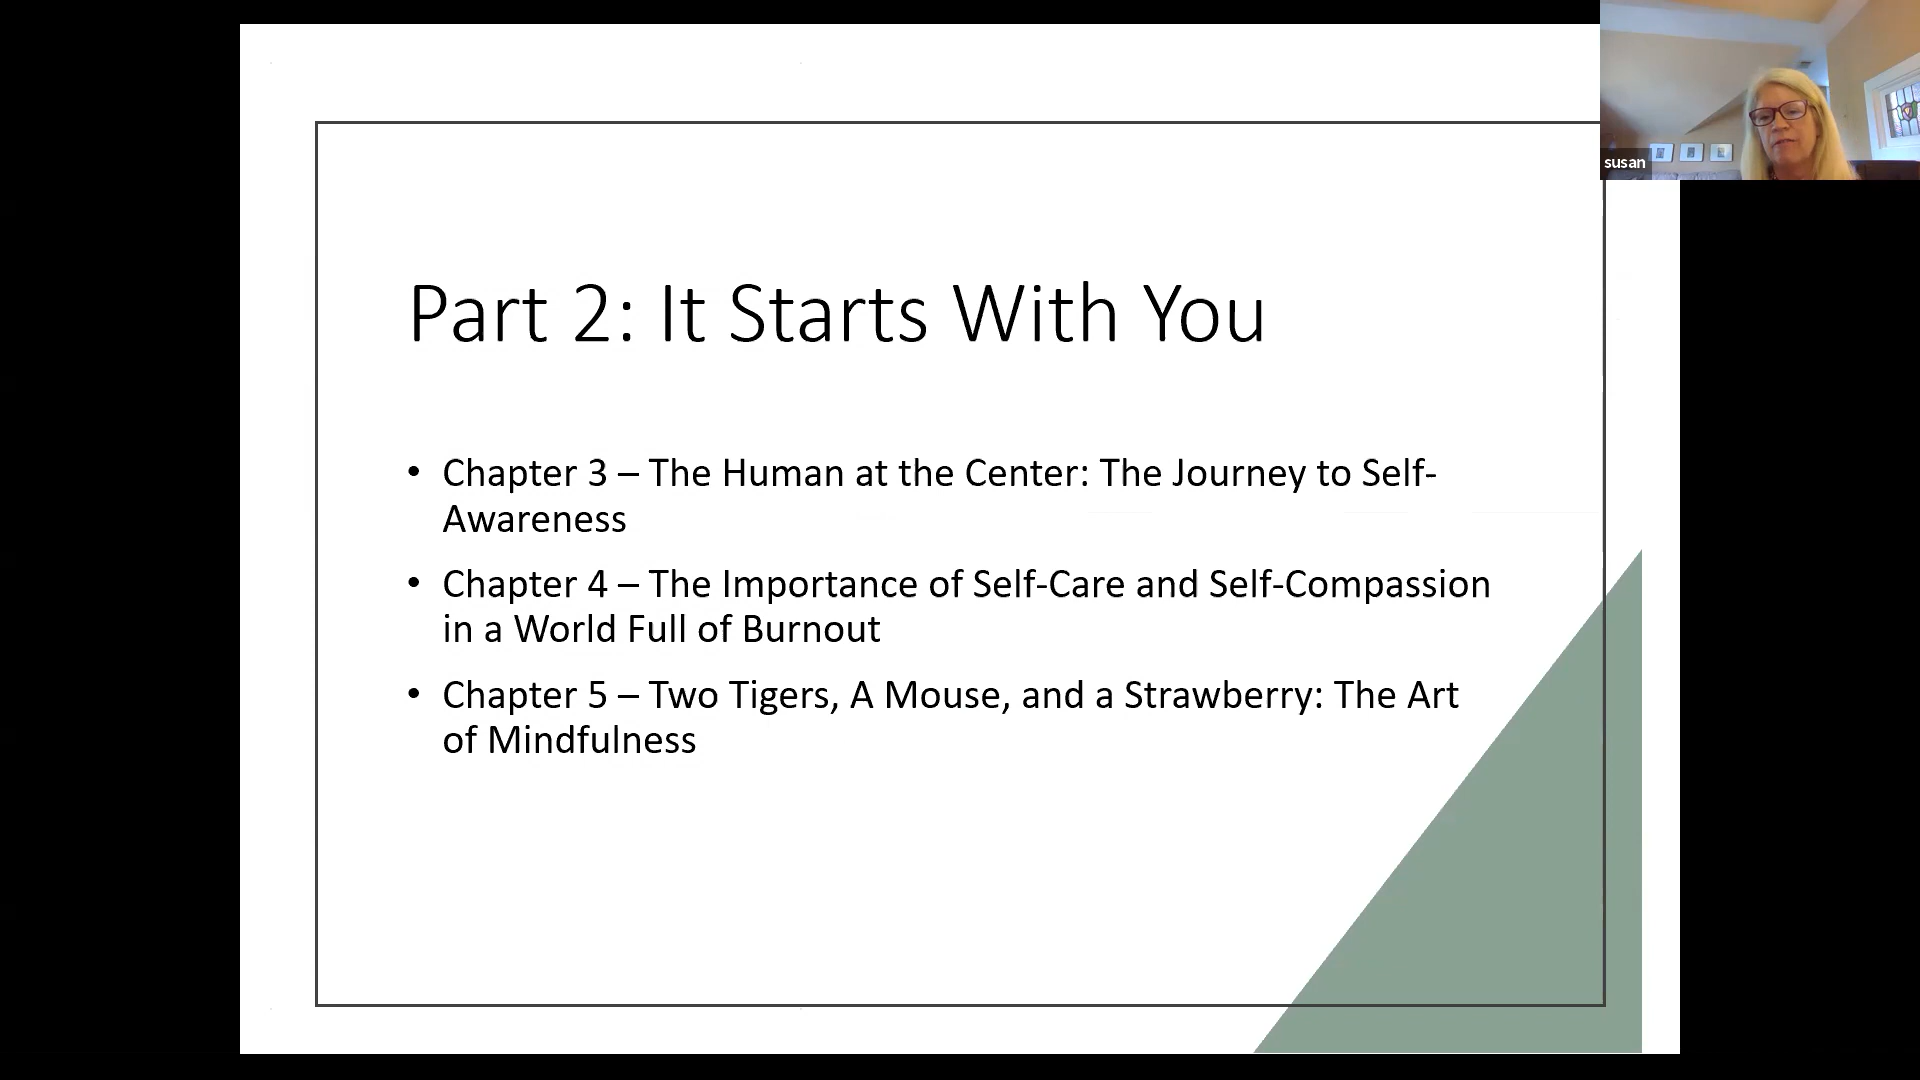 susan
Part 2: It Starts With You
• Chapter 3 – The Human at the Center: The Journey to Self-
Awareness
• Chapter 4 – The Importance of Self-Care and Self-Compassion
in a World Full of Burnout
• Chapter 5 – Two Tigers, A Mouse, and a Strawberry: The Art
of Mindfulness